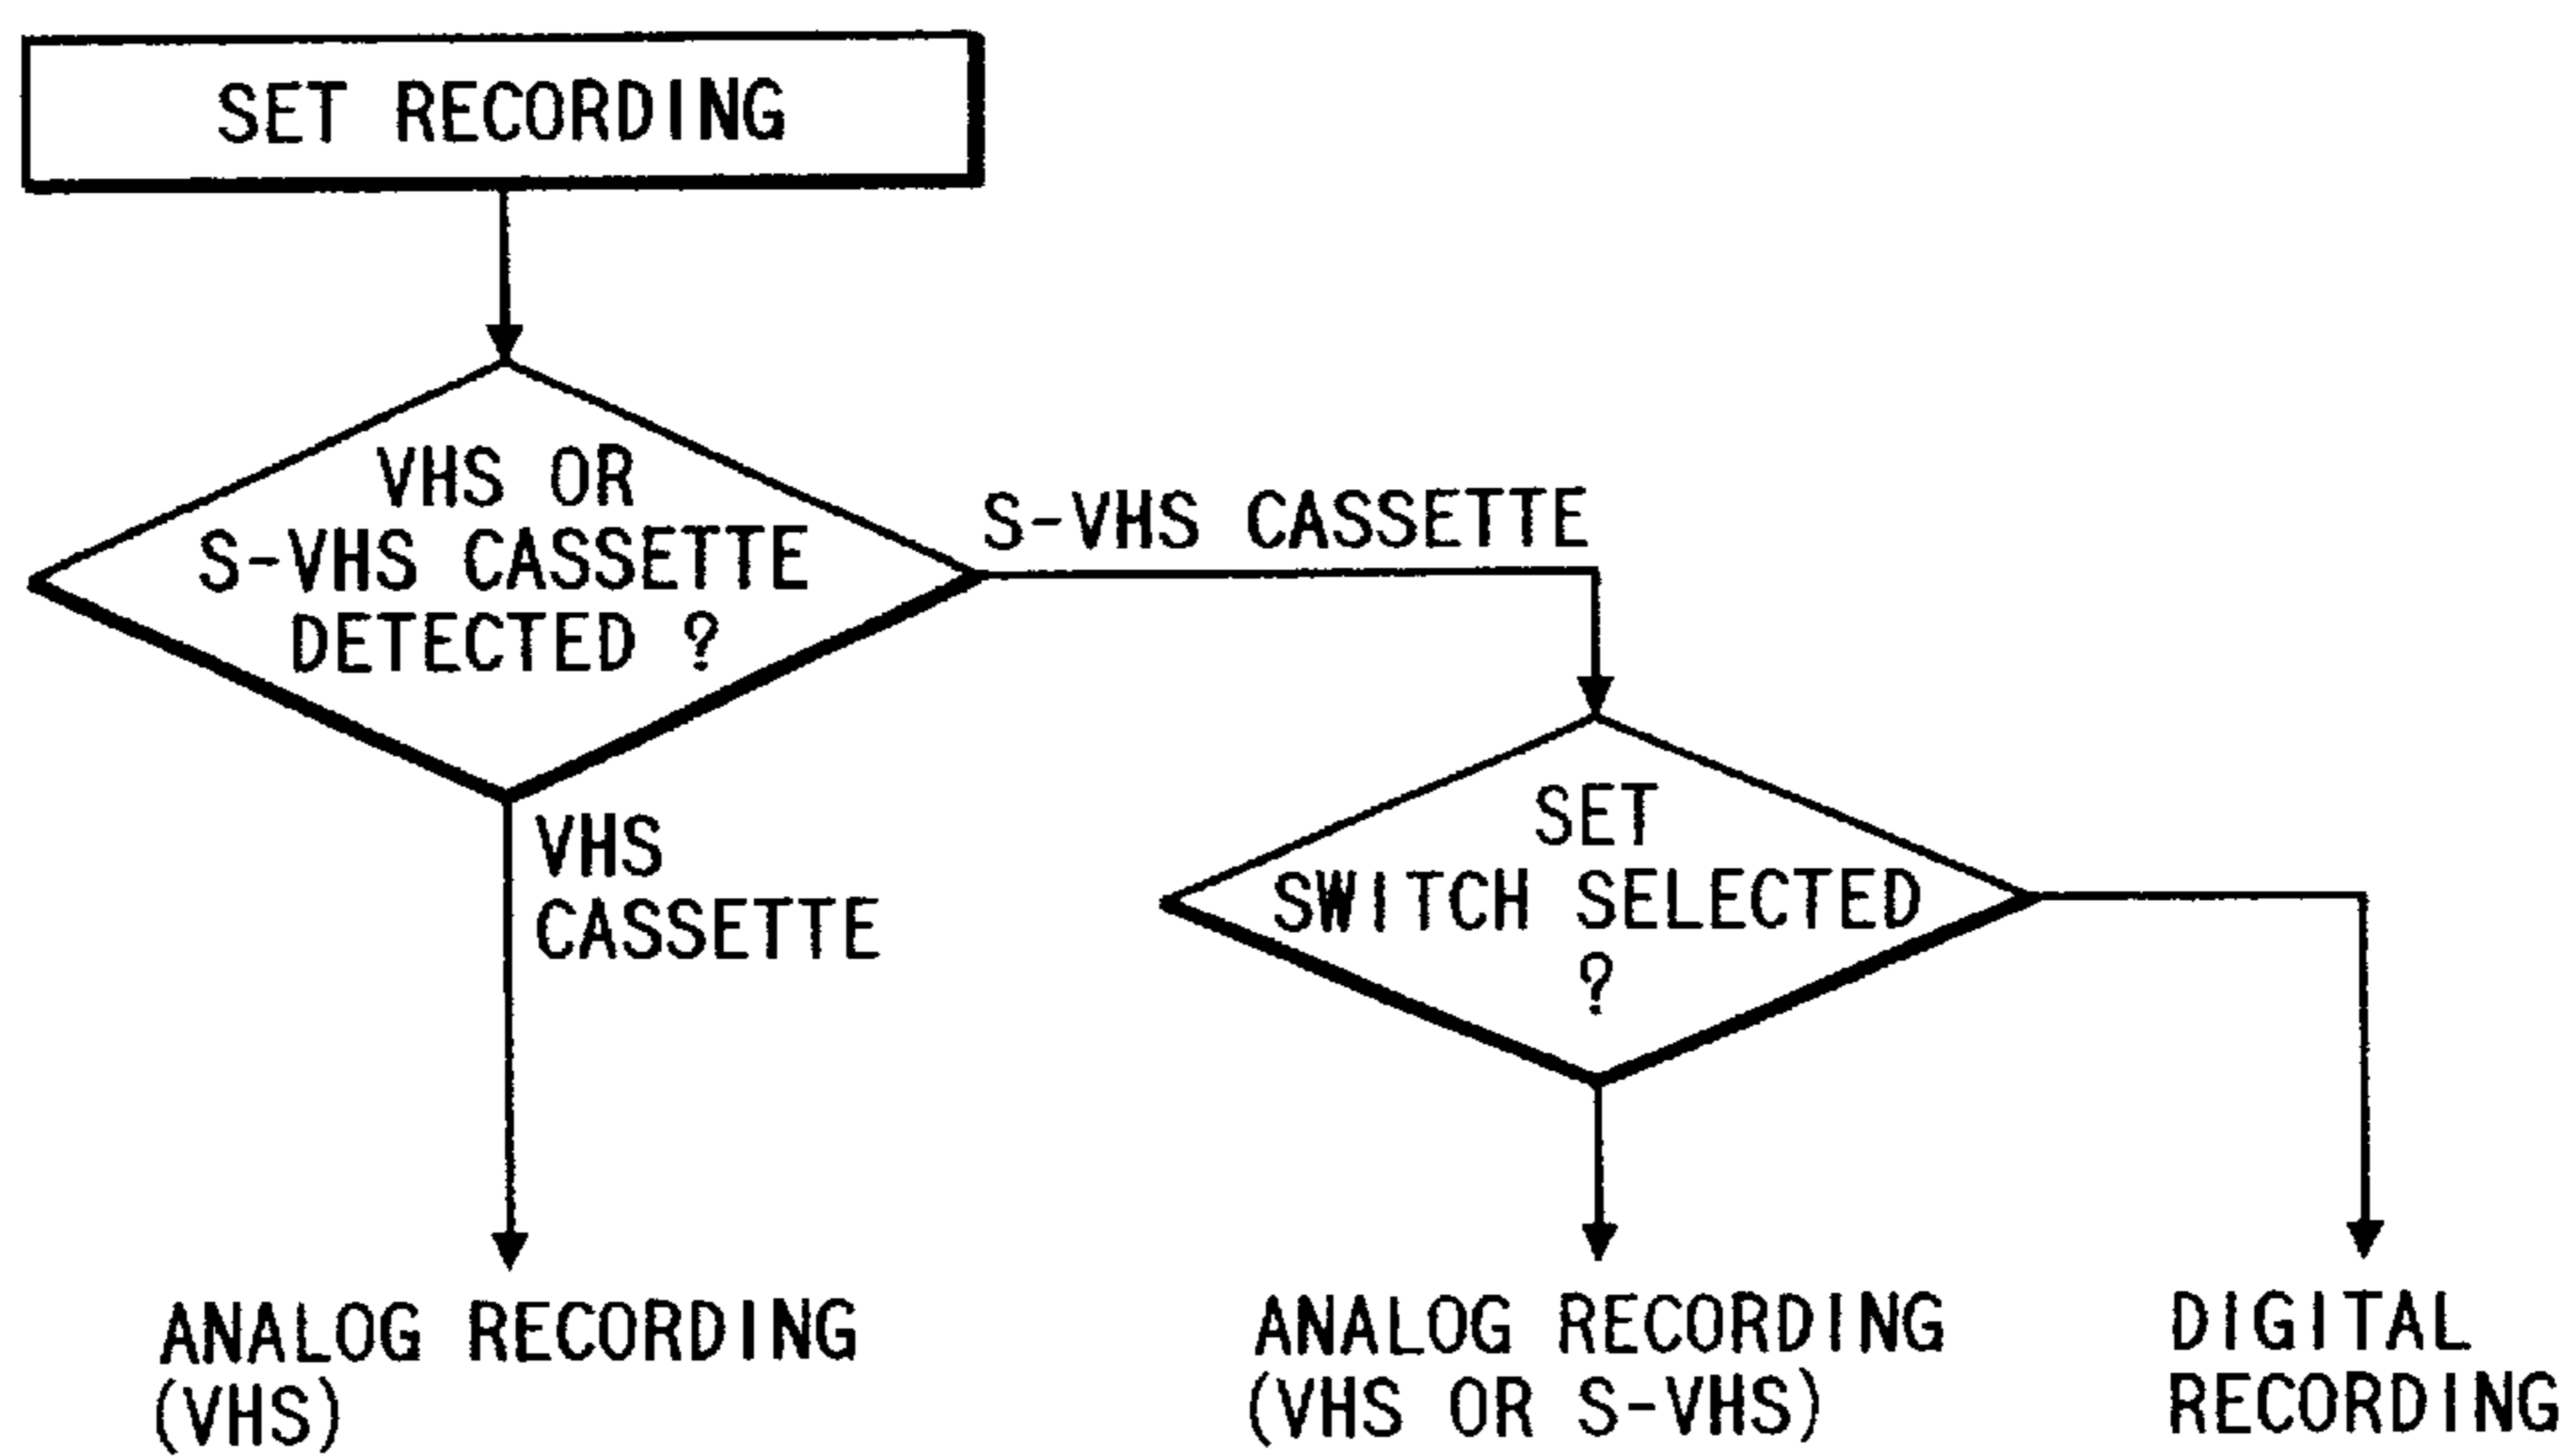 SET RECORDING
VHS OR
S-VHS CASSETTE
DETECTED ?
S-VHS CASSETTE
VHS
CASSETTE
SET
SWITCH SELECTED
?
ANALOG RECORDING
(VHS)
ANALOG RECORDING
(VHS OR S-VHS)
DIGITAL
RECORDING